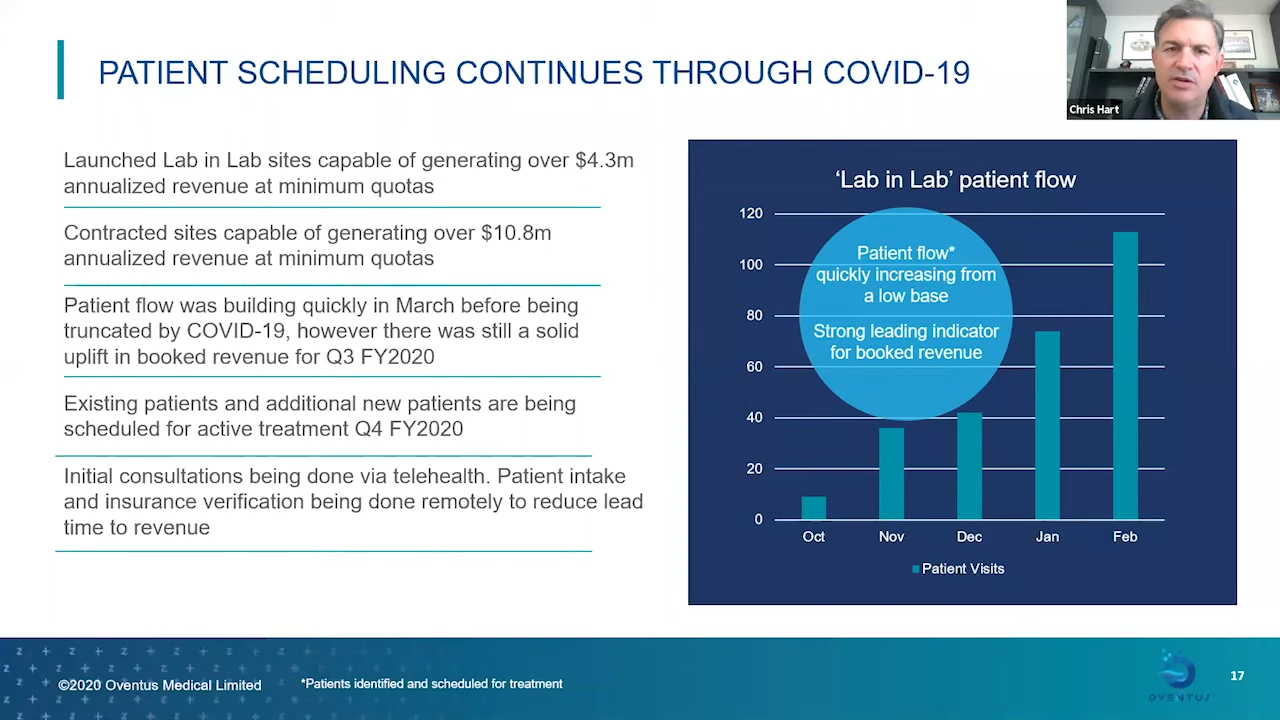 PATIENT SCHEDULING CONTINUES THROUGH COVID-19
Chris Hart
Launched Lab in Lab sites capable of generating over $4.3m
annualized revenue at minimum quotas
Contracted sites capable of generating over $10.8m
annualized revenue at minimum quotas
Patient flow was building quickly in March before being
truncated by COVID-19, however there was still a solid
uplift in booked revenue for Q3 FY2020
Existing patients and additional new patients are being
scheduled for active treatment Q4 FY2020
Initial consultations being done via telehealth. Patient intake
and insurance verification being done remotely to reduce lead
time to revenue
‘Lab in Lab’ patient flow
120
100
80
60
40
20
0
Patient flow*
quickly increasing from
a low base
Strong leading indicator
for booked revenue
Oct Nov Dec Jan Feb
Patient Visits
©2020 Oventus Medical Limited
*Patients identified and scheduled for treatment
OVENTUS
17